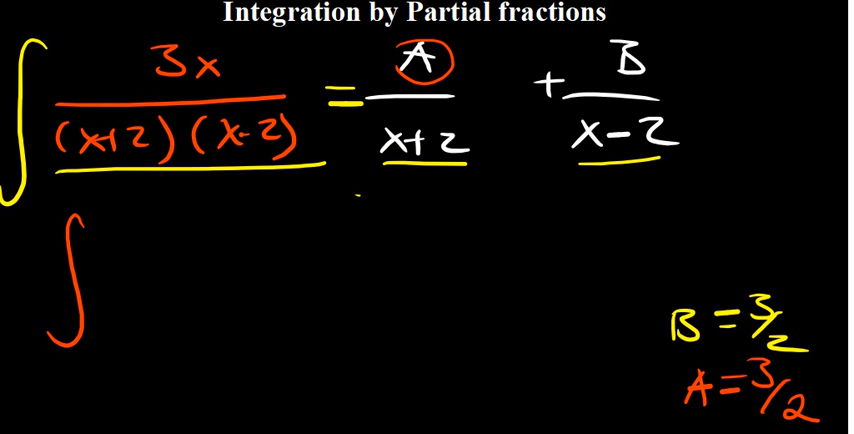 Integration by Partial fractions
∫ 3x / (x+2)(x-2) = A / x+2 + B / x-2
∫
B = 3/2
A = 3/2